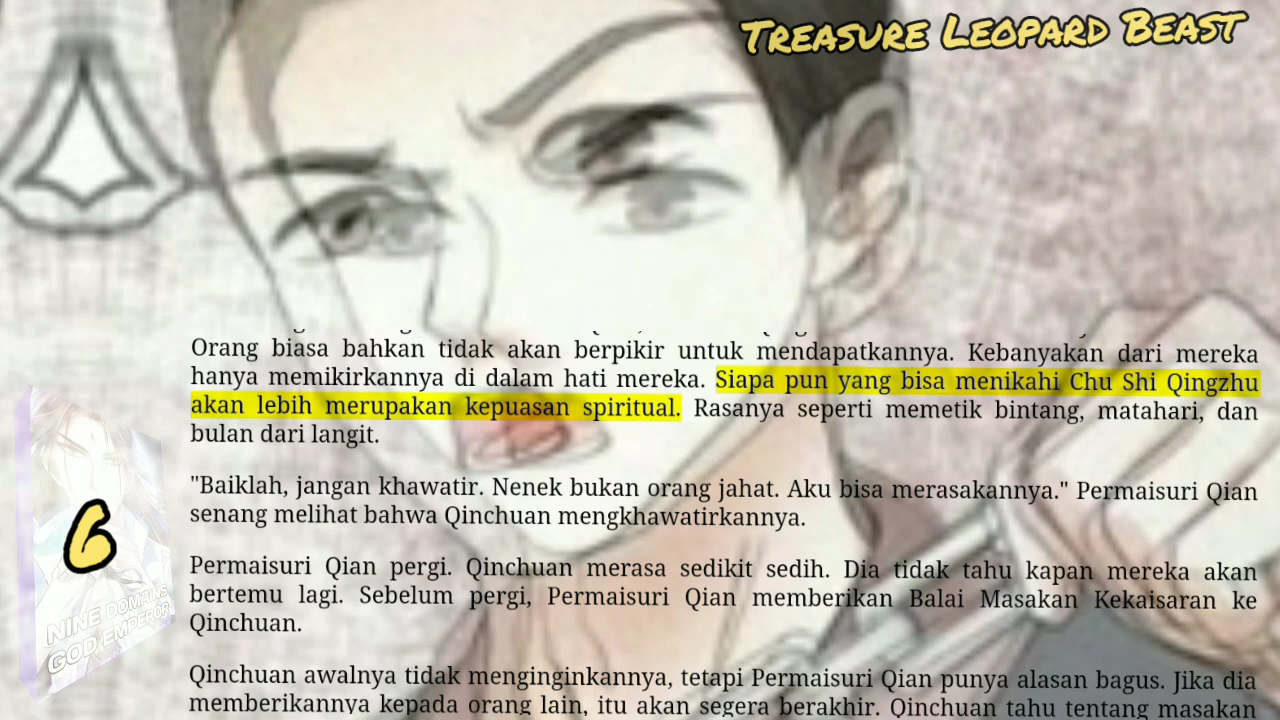 Treasure Leopard Beast
Orang biasa bahkan tidak akan berpikir untuk mendapatkannya. Kebanyakan dari mereka
hanya memikirkannya di dalam hati mereka. Siapa pun yang bisa menikahi Chu Shi Qingzhu
akan lebih merupakan kepuasan spiritual. Rasanya seperti memetik bintang, matahari, dan
bulan dari langit.
"Baiklah, jangan khawatir. Nenek bukan orang jahat. Aku bisa merasakannya." Permaisuri Qian
senang melihat bahwa Qinchuan mengkhawatirkannya.
Permaisuri Qian pergi. Qinchuan merasa sedikit sedih. Dia tidak tahu kapan mereka akan
bertemu lagi. Sebelum pergi, Permaisuri Qian memberikan Balai Masakan Kekaisaran ke
Qinchuan.
Qinchuan awalnya tidak menginginkannya, tetapi Permaisuri Qian punya alasan bagus. Jika dia
memberikannya kepada orang lain, itu akan segera berakhir. Qinchuan tahu tentang masakan
6
NINE DOMAINS
GOD EMPEROR